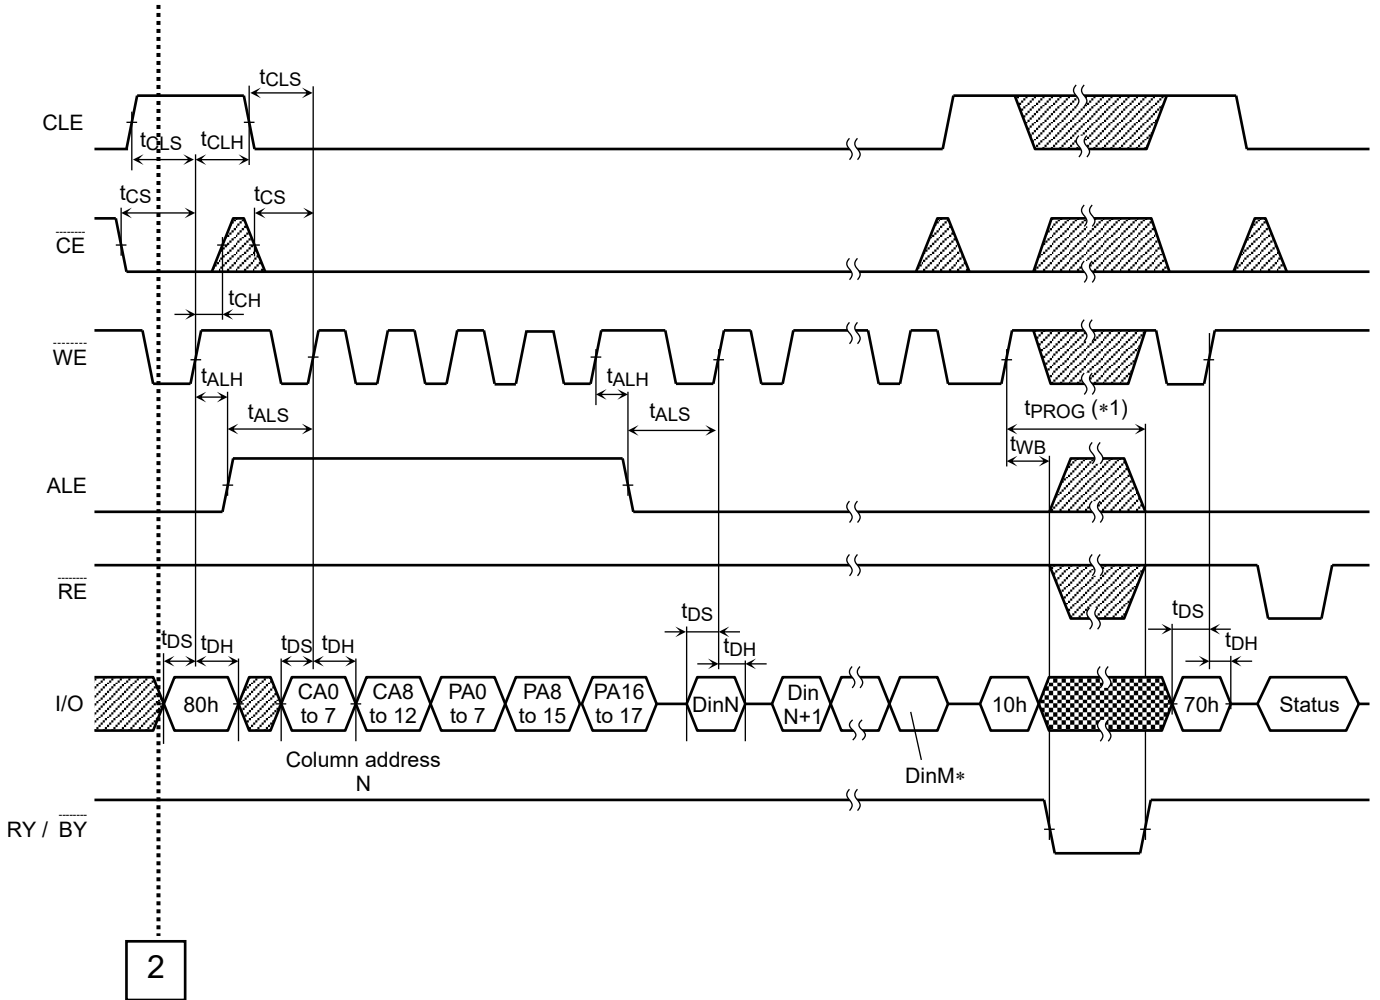 tCLS
CLE
tCLS tCLH
tCS tCS
CE
tCH
WE
tALH tALH
tALS tALS tPROG (*1)
tWB
ALE
RE
tDS tDS
tDH tDH
tDS tDH tDS tDH
I/O 80h CA0 to 7 CA8 to 12 PA0 to 7 PA8 to 15 PA16 to 17 DinN Din N+1 10h 70h Status
Column address
N
DinM*
RY / BY
2